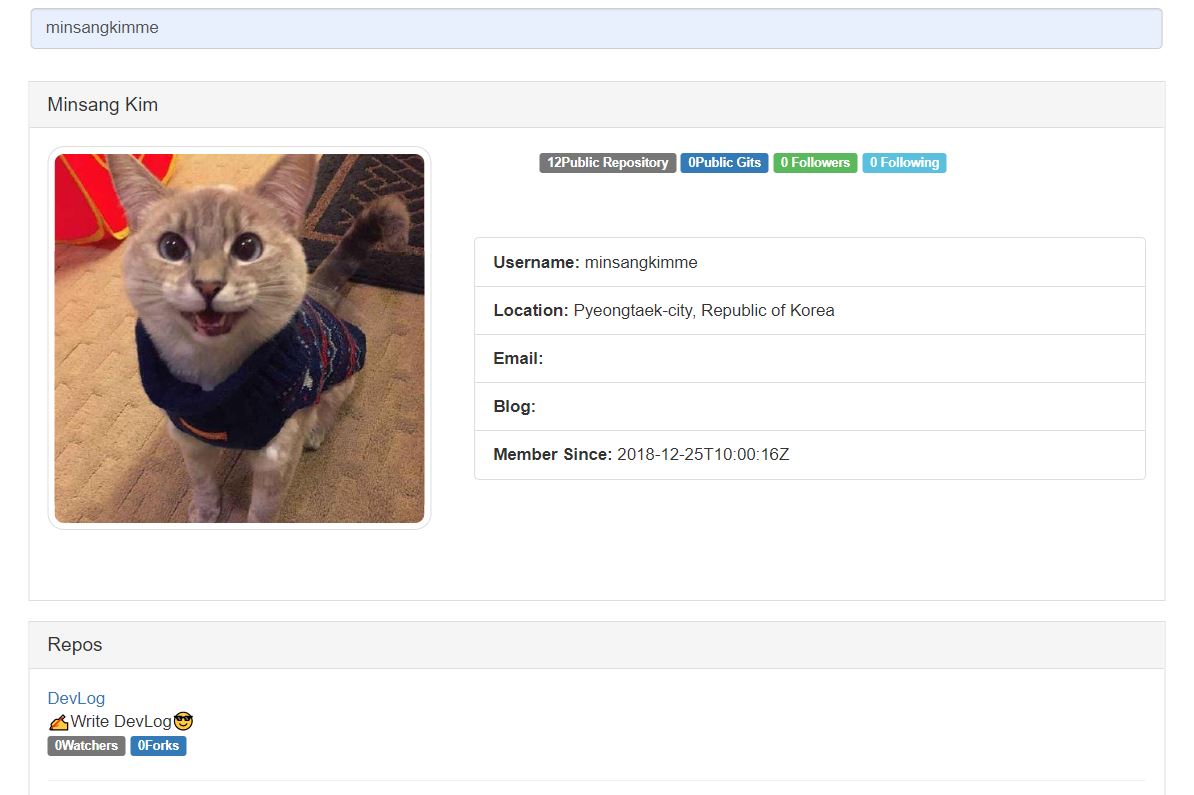 minsangkimme
Minsang Kim
12Public Repository 0Public Gits 0 Followers 0 Following
Username: minsangkimme
Location: Pyeongtaek-city, Republic of Korea
Email:
Blog:
Member Since: 2018-12-25T10:00:16Z
Repos
DevLog
✍Write DevLog😎
0Watchers 0Forks